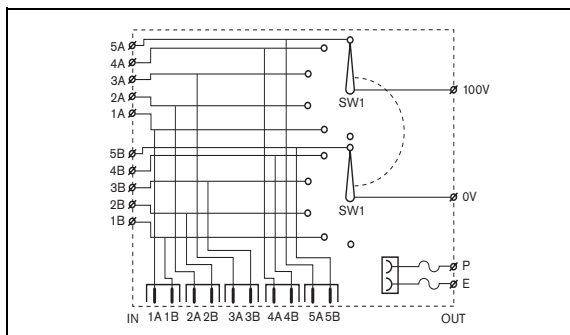 5A
4A
3A
2A
1A
SW1
100V
5B
4B
3B
2B
1B
SW1
0V
P
E
IN 1A 1B 2A 2B 3A 3B 4A 4B 5A 5B OUT